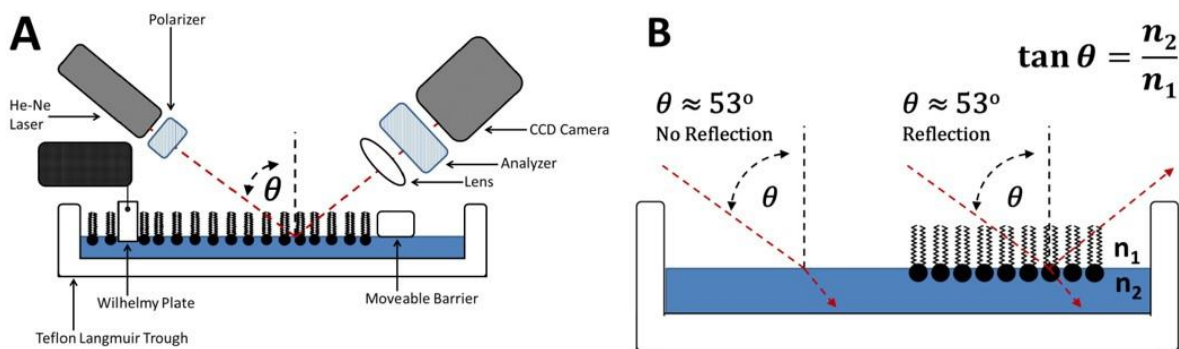 A
Polarizer
He-Ne
Laser
CCD Camera
Analyzer
Lens
θ
Wilhelmy Plate
Moveable Barrier
Teflon Langmuir Trough
B
tan θ = n₂/n₁
θ ≈ 53°
No Reflection
θ ≈ 53°
Reflection
θ
θ
n₁
n₂